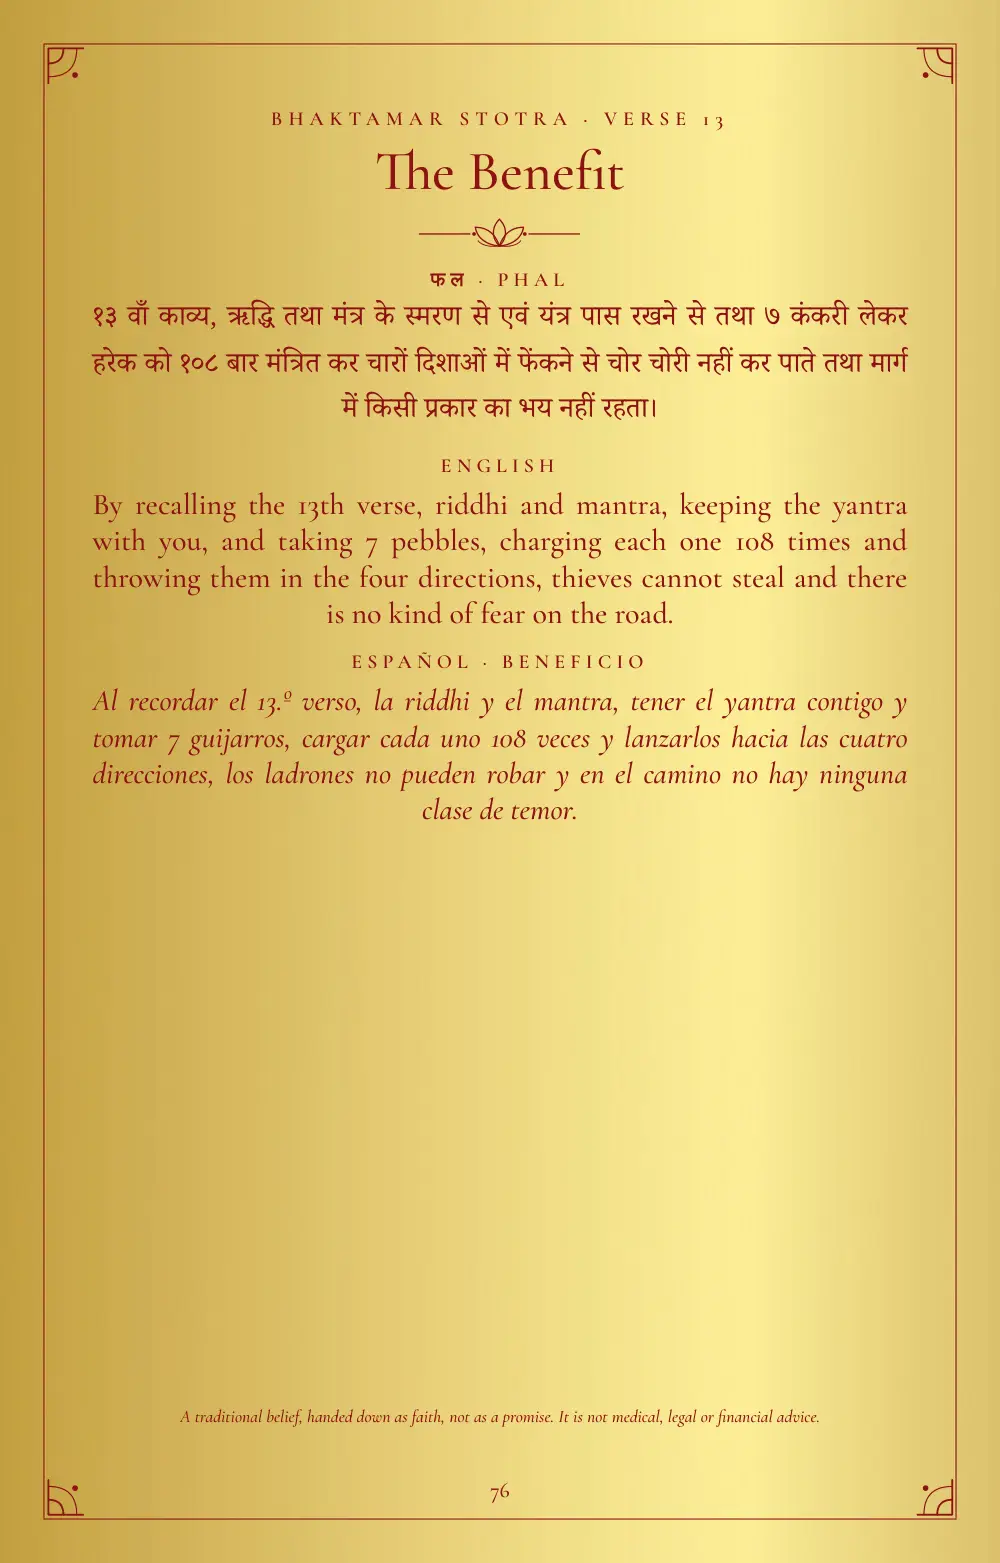 BHAKTAMAR STOTRA · VERSE 13
The Benefit
फल · PHAL
१३ वाँ काव्य, ऋद्धि तथा मंत्र के स्मरण से एवं यंत्र पास रखने से तथा ७ कंकरी लेकर
हरेक को १०८ बार मंत्रित कर चारों दिशाओं में फेंकने से चोर चोरी नहीं कर पाते तथा मार्ग
में किसी प्रकार का भय नहीं रहता।
ENGLISH
By recalling the 13th verse, riddhi and mantra, keeping the yantra
with you, and taking 7 pebbles, charging each one 108 times and
throwing them in the four directions, thieves cannot steal and there
is no kind of fear on the road.
ESPAÑOL · BENEFICIO
Al recordar el 13.º verso, la riddhi y el mantra, tener el yantra contigo y
tomar 7 guijarros, cargar cada uno 108 veces y lanzarlos hacia las cuatro
direcciones, los ladrones no pueden robar y en el camino no hay ninguna
clase de temor.
A traditional belief, handed down as faith, not as a promise. It is not medical, legal or financial advice.
76